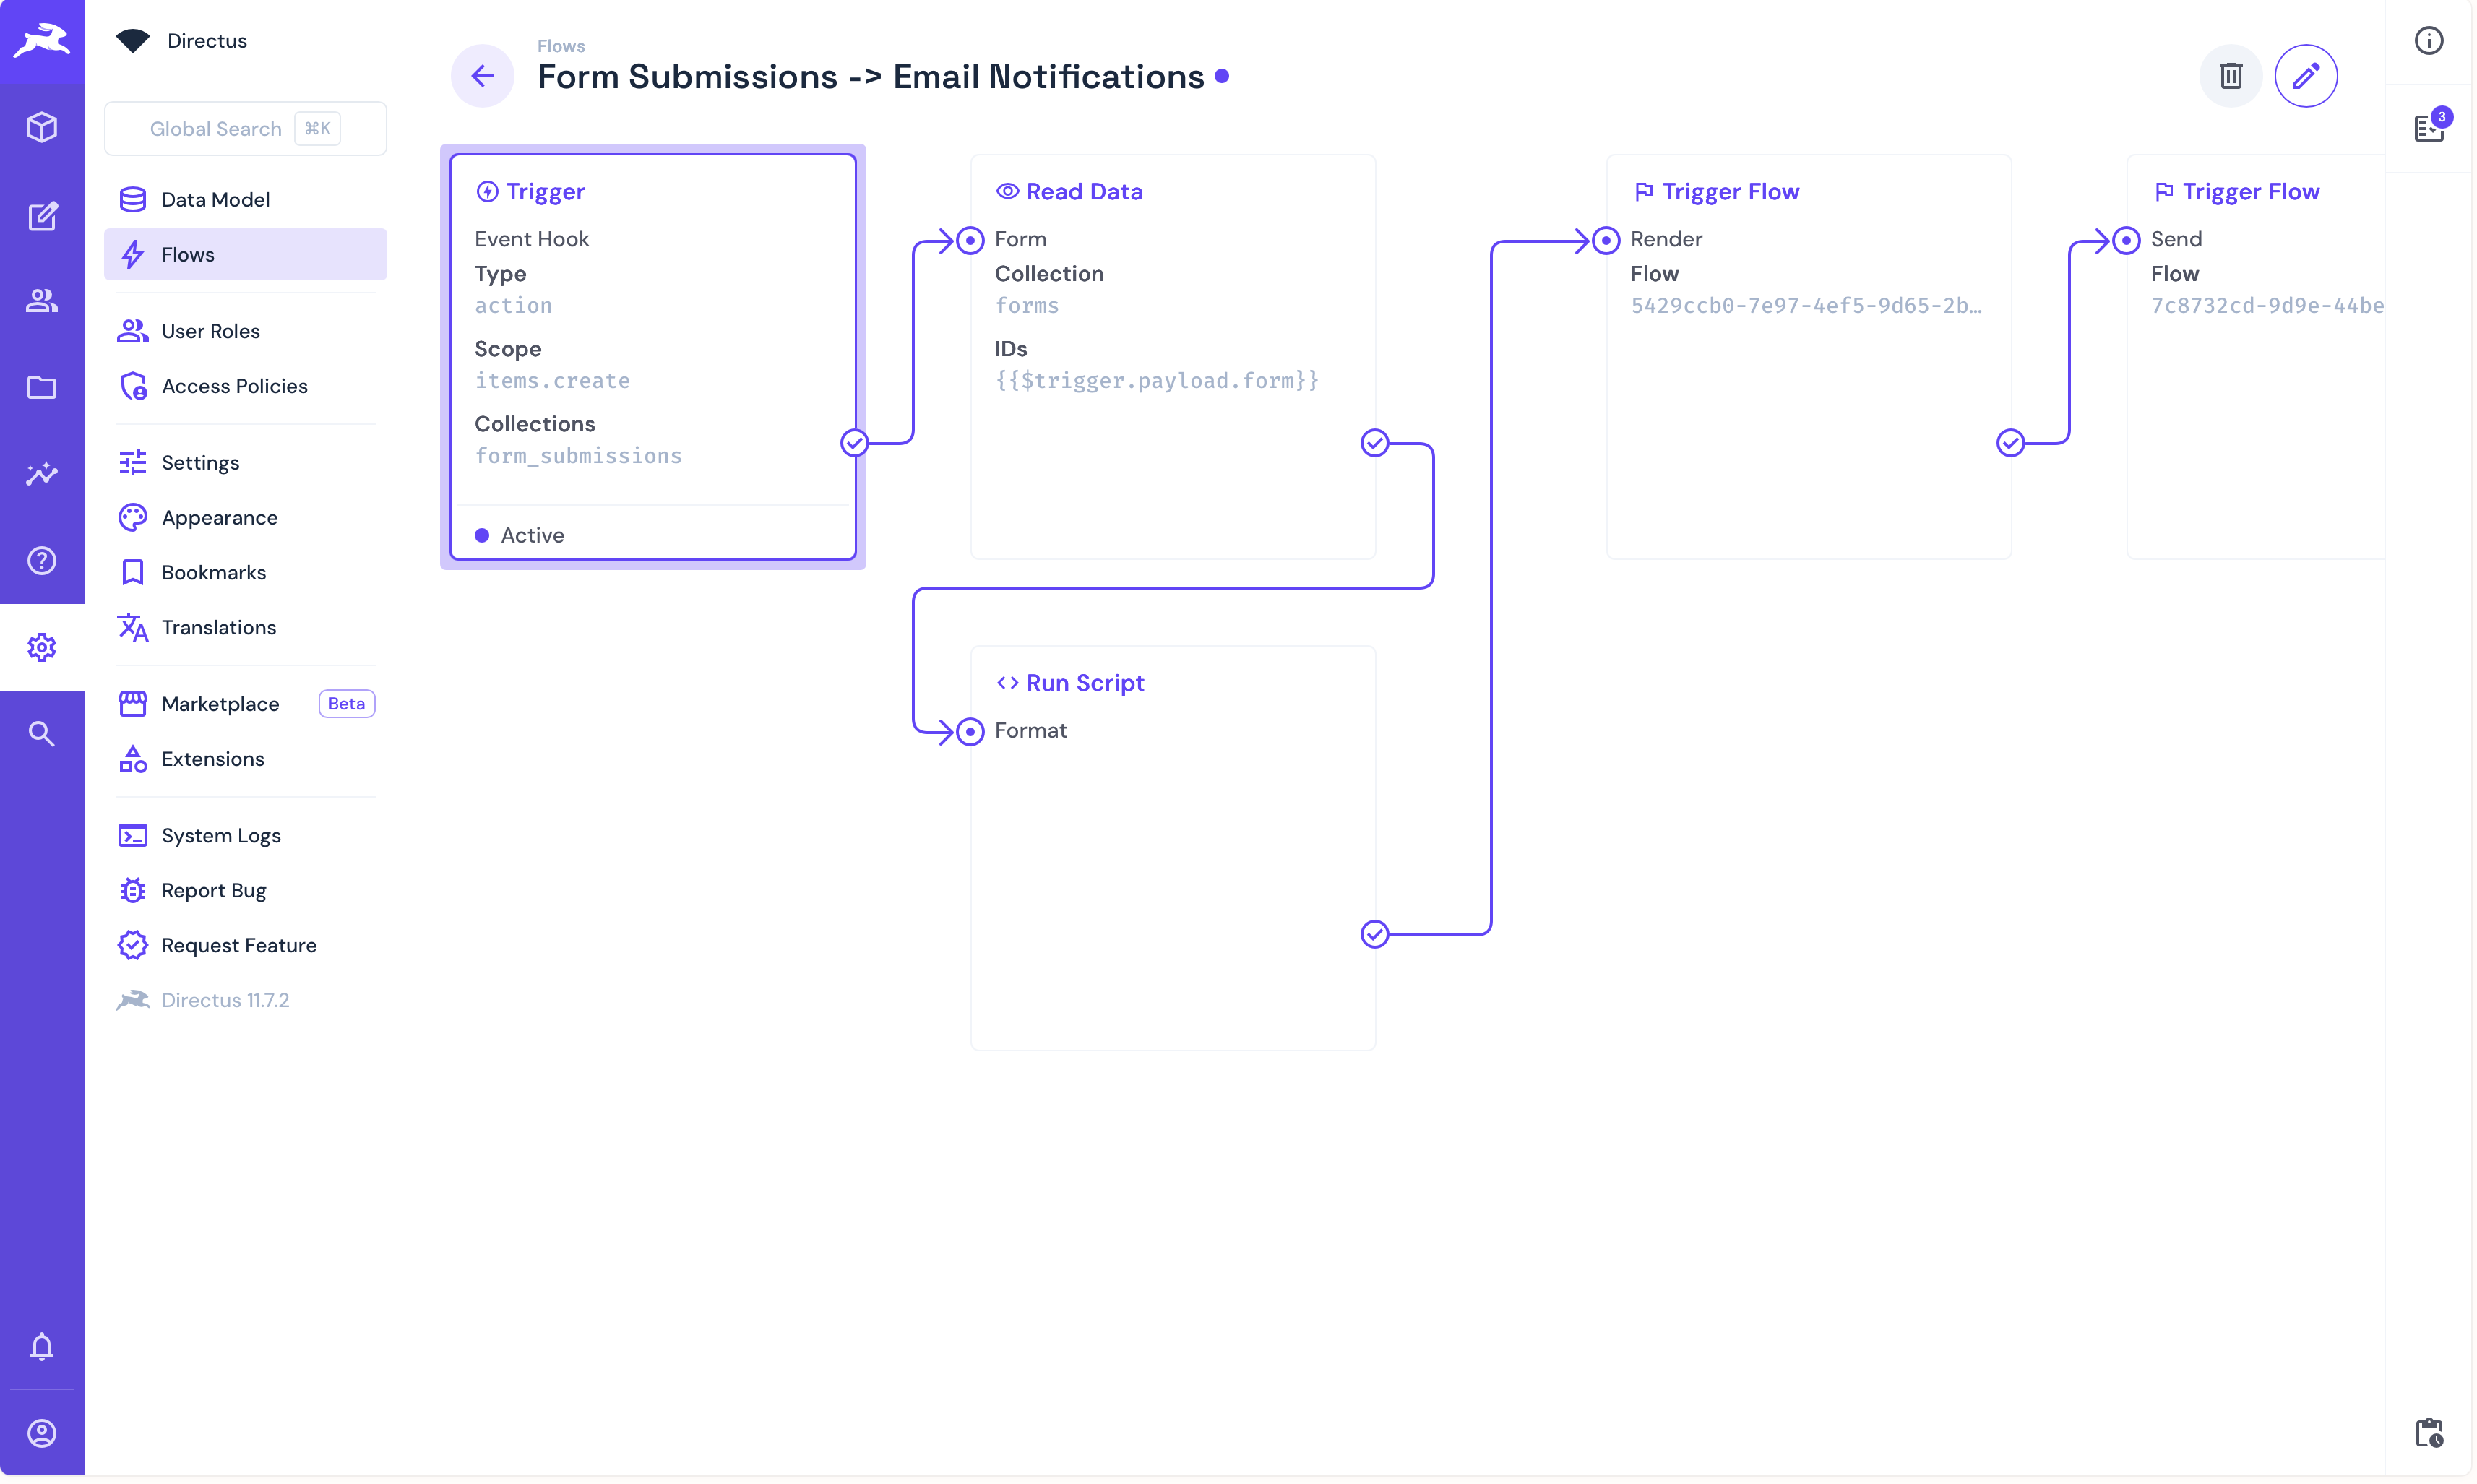 Directus
Global Search ⌘K
Data Model
Flows
User Roles
Access Policies
Settings
Appearance
Bookmarks
Translations
Marketplace Beta
Extensions
System Logs
Report Bug
Request Feature
Directus 11.7.2
Flows
Form Submissions -> Email Notifications
3
Trigger
Event Hook
Type
action
Scope
items.create
Collections
form_submissions
Active
Read Data
Form
Collection
forms
IDs
{{$trigger.payload.form}}
Run Script
Format
Trigger Flow
Render
Flow
5429ccb0-7e97-4ef5-9d65-2b…
Trigger Flow
Send
Flow
7c8732cd-9d9e-44be